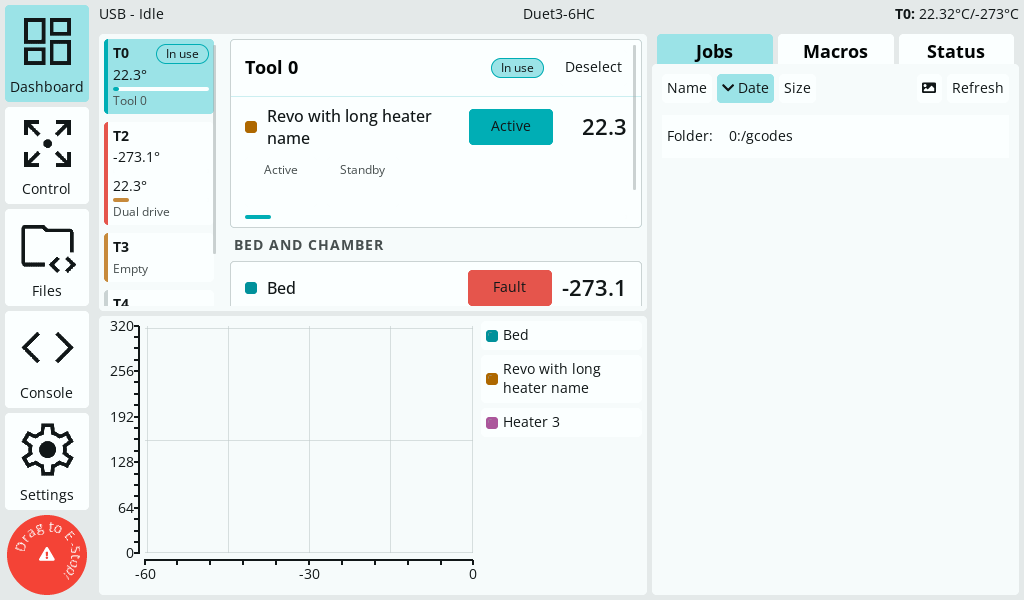 Dashboard
Control
Files
Console
Settings
Drag to E-Stop!
USB - Idle
Duet3-6HC
T0: 22.32°C/-273°C
T0
In use
22.3°
Tool 0
T2
-273.1°
22.3°
Dual drive
T3
Empty
T4
Tool 0
In use
Deselect
Revo with long heater
name
Active
22.3
Active
Standby
BED AND CHAMBER
Bed
Fault
-273.1
320
256
192
128
64
0
-60
-30
0
Bed
Revo with long
heater name
Heater 3
Jobs
Macros
Status
Name
Date
Size
Refresh
Folder: 0:/gcodes